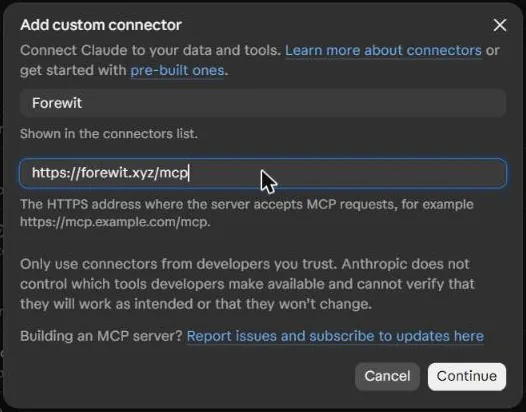 Add custom connector
Connect Claude to your data and tools. Learn more about connectors or
get started with pre-built ones.
Forewit
Shown in the connectors list.
https://forewit.xyz/mcp
The HTTPS address where the server accepts MCP requests, for example
https://mcp.example.com/mcp.
Only use connectors from developers you trust. Anthropic does not
control which tools developers make available and cannot verify that
they will work as intended or that they won't change.
Building an MCP server? Report issues and subscribe to updates here
Cancel
Continue